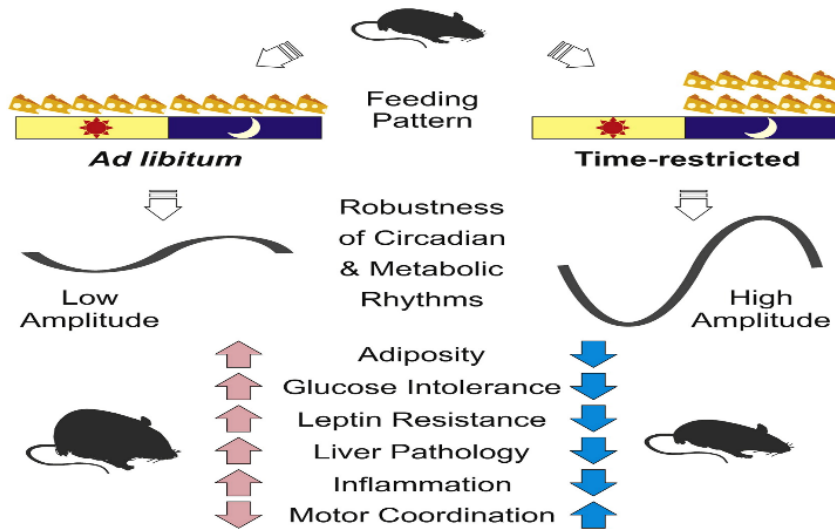 Feeding
Pattern
Ad libitum
Time-restricted
Robustness
of Circadian
& Metabolic
Rhythms
Low
Amplitude
High
Amplitude
Adiposity
Glucose Intolerance
Leptin Resistance
Liver Pathology
Inflammation
Motor Coordination